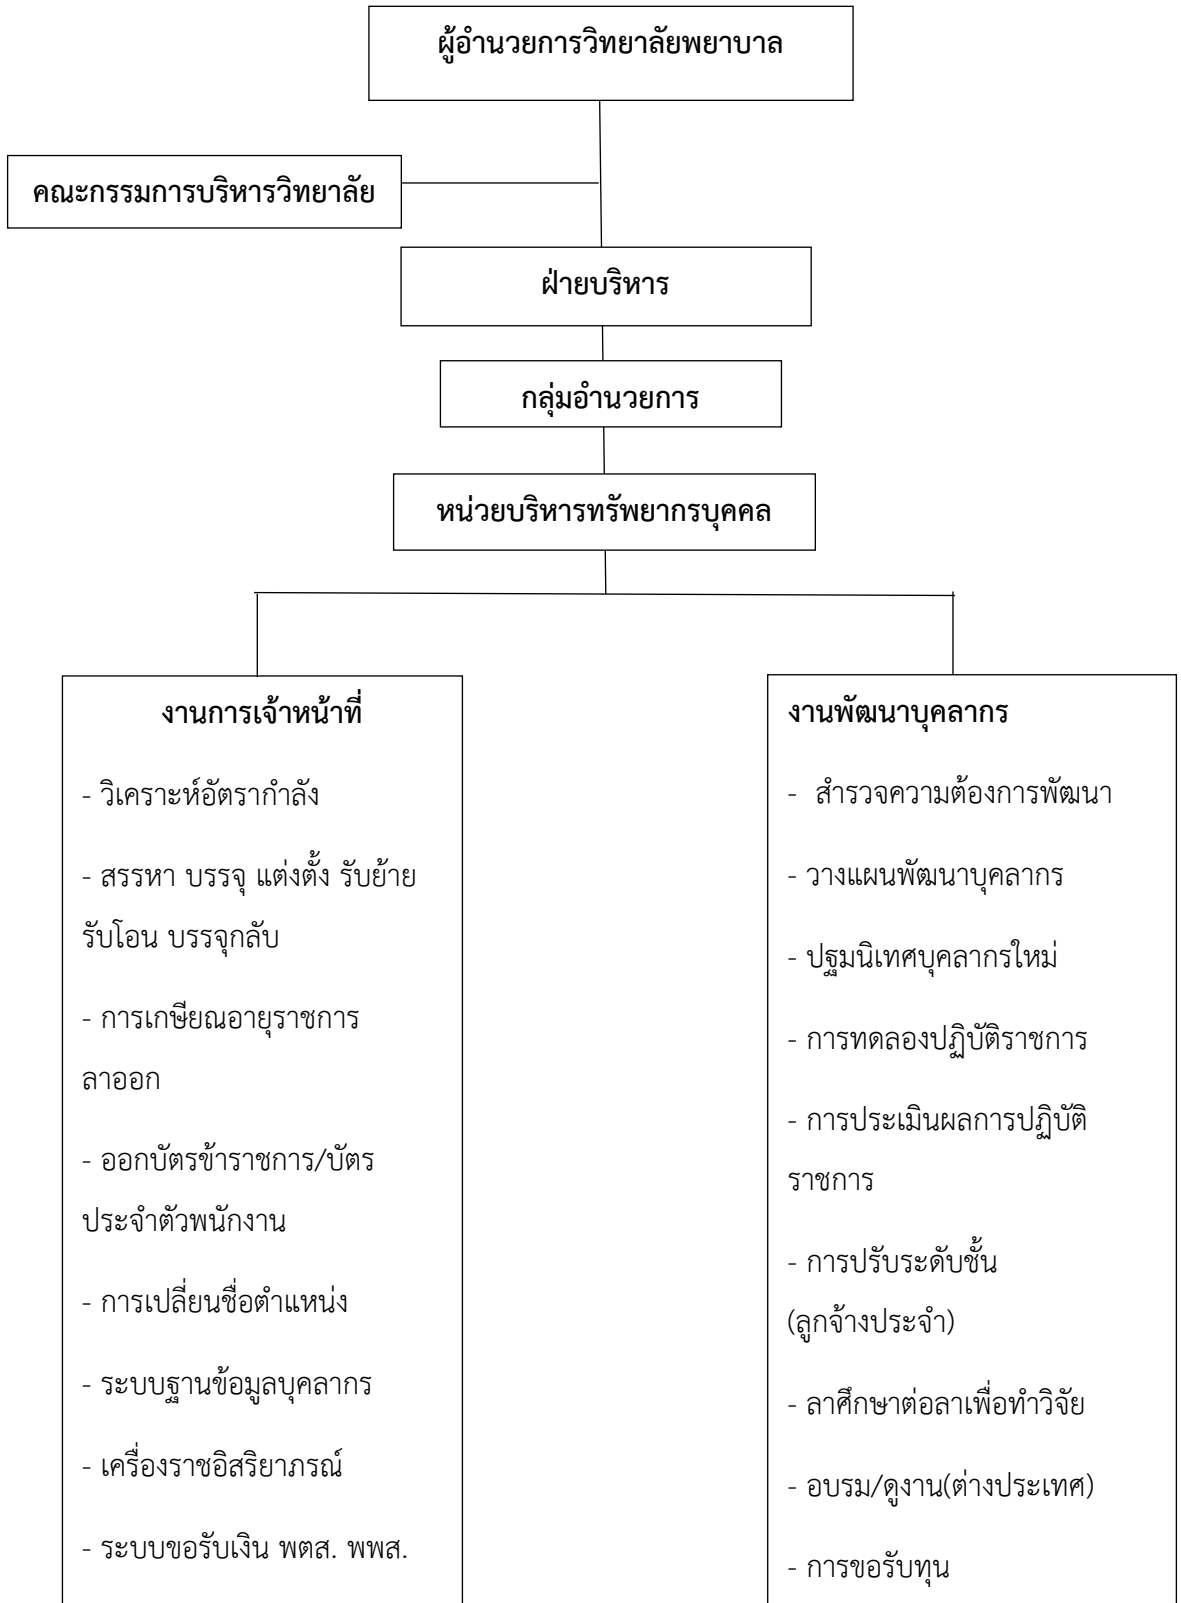 ผู้อำนวยการวิทยาลัยพยาบาล
คณะกรรมการบริหารวิทยาลัย
ฝ่ายบริหาร
กลุ่มอำนวยการ
หน่วยบริหารทรัพยากรบุคคล
งานการเจ้าหน้าที่
- วิเคราะห์อัตรากำลัง
- สรรหา บรรจุ แต่งตั้ง รับย้าย
รับโอน บรรจุกลับ
- การเกษียณอายุราชการ
ลาออก
- ออกบัตรข้าราชการ/บัตร
ประจำตัวพนักงาน
- การเปลี่ยนชื่อตำแหน่ง
- ระบบฐานข้อมูลบุคลากร
- เครื่องราชอิสริยาภรณ์
- ระบบขอรับเงิน พตส. พพส.
งานพัฒนาบุคลากร
- สำรวจความต้องการพัฒนา
- วางแผนพัฒนาบุคลากร
- ปฐมนิเทศบุคลากรใหม่
- การทดลองปฏิบัติราชการ
- การประเมินผลการปฏิบัติ
ราชการ
- การปรับระดับชั้น
(ลูกจ้างประจำ)
- ลาศึกษาต่อลาเพื่อทำวิจัย
- อบรม/ดูงาน(ต่างประเทศ)
- การขอรับทุน